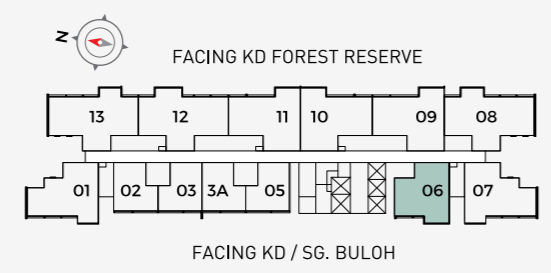 N
FACING KD FOREST RESERVE
13 12 11 10 09 08
01 02 03 3A 05 06 07
FACING KD / SG. BULOH